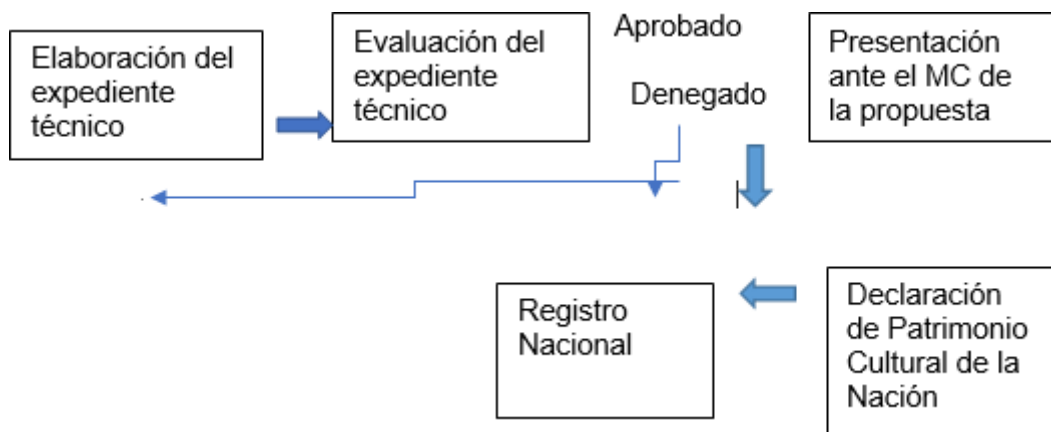 Elaboración del
expediente
técnico
Evaluación del
expediente
técnico
Aprobado
Denegado
Presentación
ante el MC de
la propuesta
Registro
Nacional
Declaración
de Patrimonio
Cultural de la
Nación